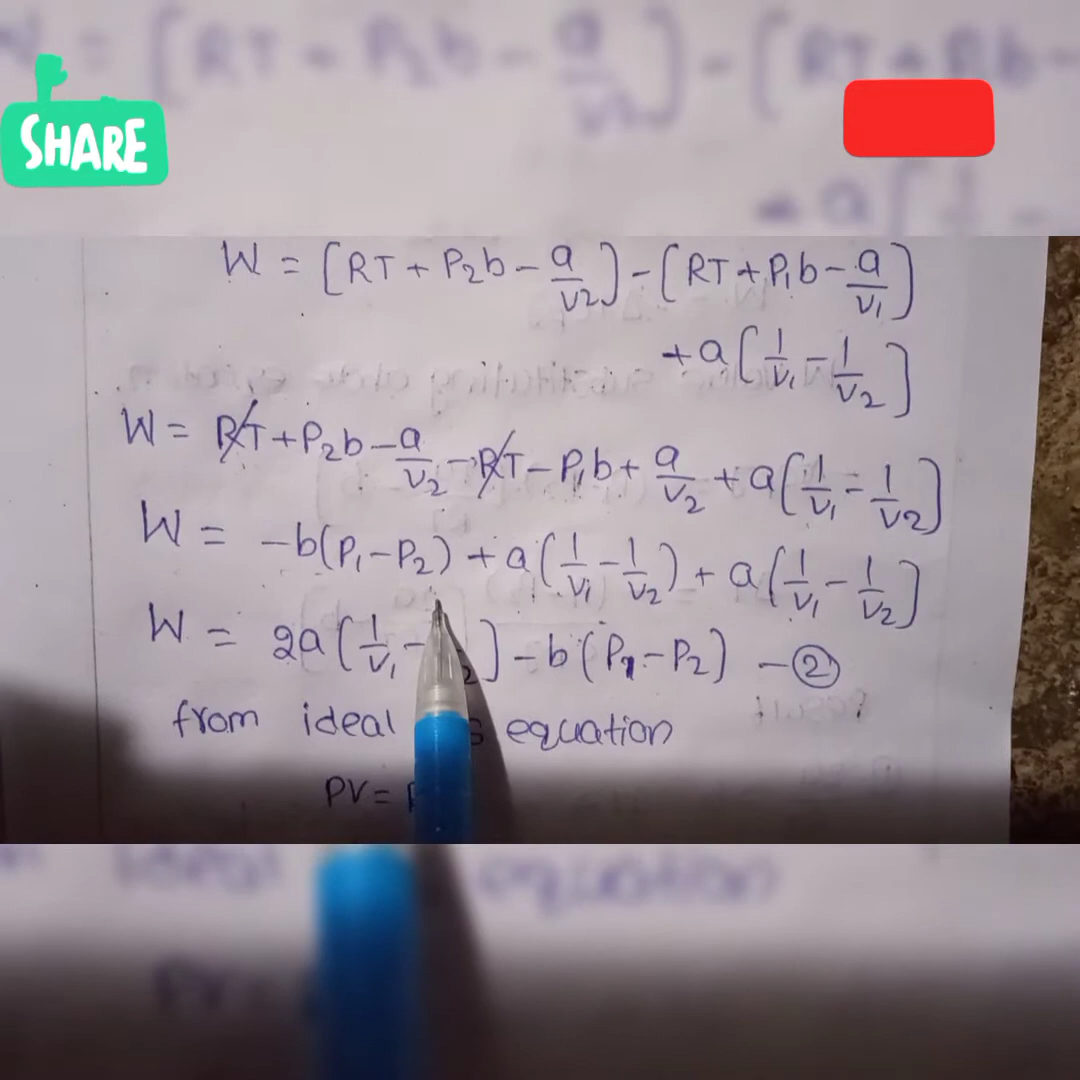 SHARE
W = [RT + P₂b - a/v2] - [RT + P₁b - a/v₁]
+ a[1/v₁ - 1/v₂]
W = RT + P₂b - a/v₂ - RT - P₁b + a/v₂ + a[1/v₁ = 1/v2]
W = -b(P₁ - P₂) + a(1/v₁ - 1/v₂) + a(1/v₁ - 1/v₂]
W = 2a(1/v₁ - 2] - b(P₁ - P₂) - ②
from ideal equation
PV =